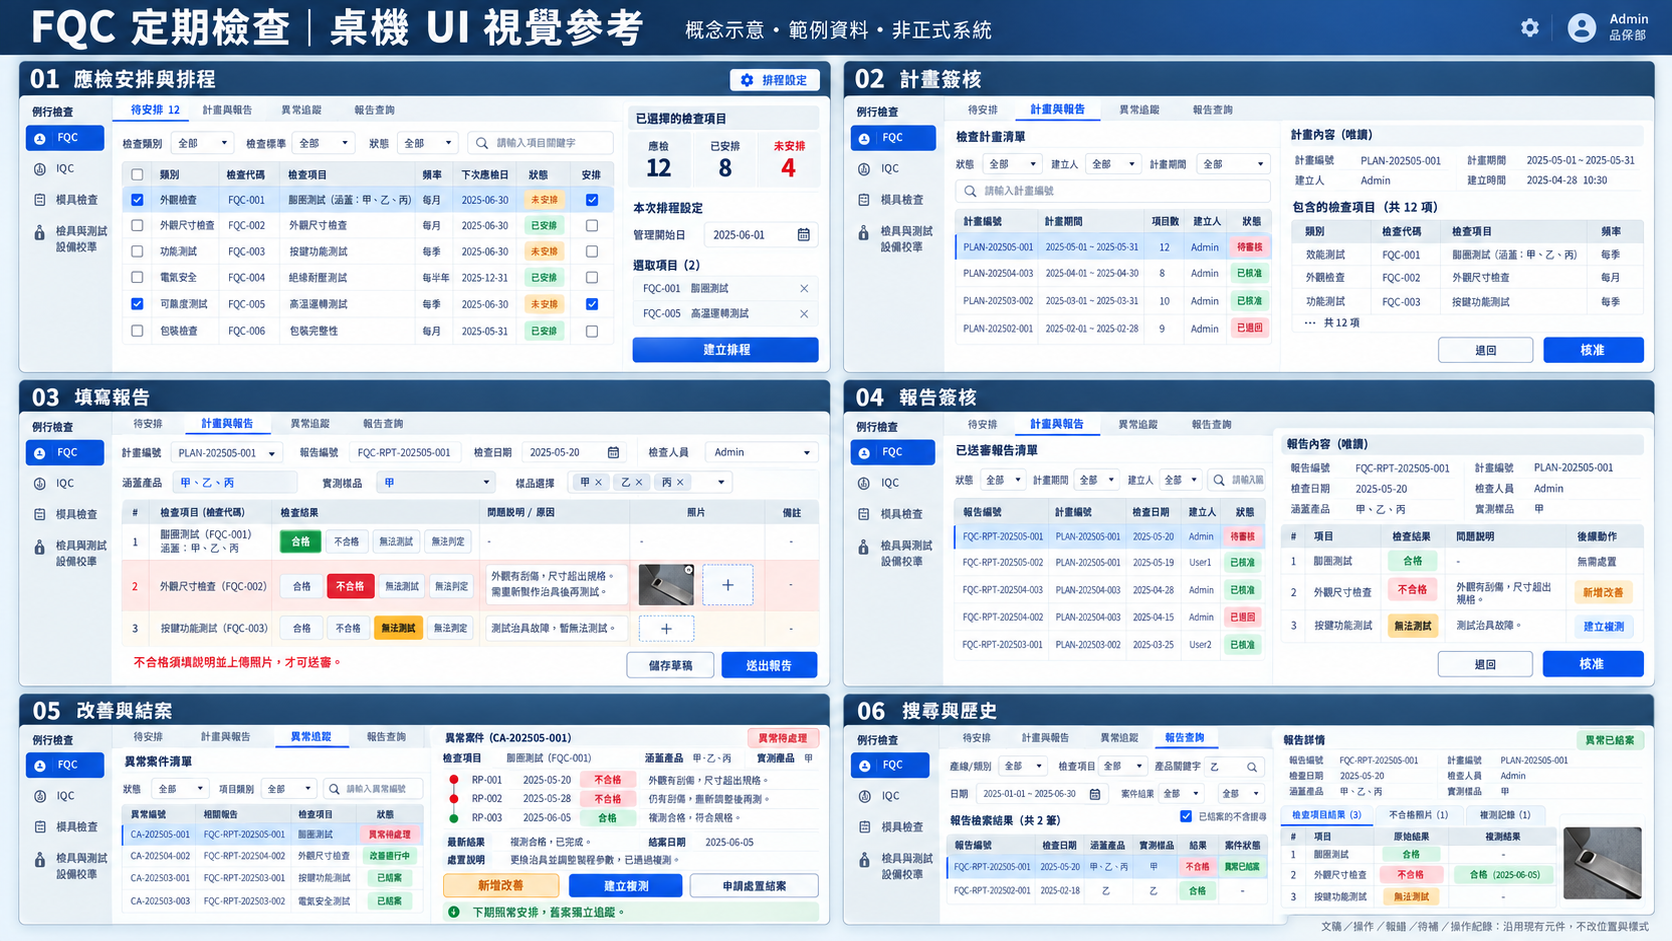 FQC 定期檢查｜桌機 UI 視覺參考 概念示意・範例資料・非正式系統
Admin
品保部
01 應檢安排與排程
排程設定
例行檢查
FQC
IQC
模具檢查
檢具與測試
設備校準
待安排 12 計畫與報告 異常追蹤 報告查詢
檢查類別 全部 檢查標準 全部 狀態 全部 請輸入項目關鍵字
類別 檢查代碼 檢查項目 頻率 下次應檢日 狀態 安排
外觀檢查 FQC-001 腳圈測試（涵蓋：甲、乙、丙） 每月 2025-06-30 未安排
外觀尺寸檢查 FQC-002 外觀尺寸檢查 每月 2025-06-30 已安排
功能測試 FQC-003 按鍵功能測試 每季 2025-06-30 未安排
電氣安全 FQC-004 絕緣耐壓測試 每半年 2025-12-31 已安排
可靠度測試 FQC-005 高溫運轉測試 每季 2025-06-30 未安排
包裝檢查 FQC-006 包裝完整性 每月 2025-05-31 已安排
已選擇的檢查項目
應檢 已安排 未安排
12 8 4
本次排程設定
管理開始日 2025-06-01
選取項目（2）
FQC-001 腳圈測試 ×
FQC-005 高溫運轉測試 ×
建立排程
02 計畫簽核
例行檢查
FQC
IQC
模具檢查
檢具與測試
設備校準
待安排 計畫與報告 異常追蹤 報告查詢
檢查計畫清單
狀態 全部 建立人 全部 計畫期間 全部
請輸入計畫編號
計畫編號 計畫期間 項目數 建立人 狀態
PLAN-202505-001 2025-05-01 ~ 2025-05-31 12 Admin 待審核
PLAN-202504-003 2025-04-01 ~ 2025-04-30 8 Admin 已核准
PLAN-202503-002 2025-03-01 ~ 2025-03-31 10 Admin 已核准
PLAN-202502-001 2025-02-01 ~ 2025-02-28 9 Admin 已退回
計畫內容（唯讀）
計畫編號 PLAN-202505-001 計畫期間 2025-05-01 ~ 2025-05-31
建立人 Admin 建立時間 2025-04-28 10:30
包含的檢查項目（共 12 項）
類別 檢查代碼 檢查項目 頻率
效能測試 FQC-001 腳圈測試（涵蓋：甲、乙、丙） 每季
外觀檢查 FQC-002 外觀尺寸檢查 每月
功能測試 FQC-003 按鍵功能測試 每季
··· 共 12 項
退回 核准
03 填寫報告
例行檢查
FQC
IQC
模具檢查
檢具與測試
設備校準
待安排 計畫與報告 異常追蹤 報告查詢
計畫編號 PLAN-202505-001 報告編號 FQC-RPT-202505-001 檢查日期 2025-05-20 檢查人員 Admin
涵蓋產品 甲、乙、丙 實測樣品 甲 樣品選擇 甲 × 乙 × 丙 ×
# 檢查項目 (檢查代碼) 檢查結果 問題說明 / 原因 照片 備註
1 腳圈測試（FQC-001）
涵蓋：甲、乙、丙 合格 不合格 無法測試 無法判定 - - -
2 外觀尺寸檢查（FQC-002） 合格 不合格 無法測試 無法判定 外觀有刮傷，尺寸超出規格。
需重新製作治具後再測試。 + -
3 按鍵功能測試（FQC-003） 合格 不合格 無法測試 無法測定 測試治具故障，暫無法測試。 + -
不合格須填說明並上傳照片，才可送審。
儲存草稿 送出報告
04 報告簽核
例行檢查
FQC
IQC
模具檢查
檢具與測試
設備校準
待安排 計畫與報告 異常追蹤 報告查詢
已送審報告清單
狀態 全部 計畫期間 全部 建立人 全部
報告編號 計畫編號 檢查日期 建立人 狀態
FQC-RPT-202505-001 PLAN-202505-001 2025-05-20 Admin 待審核
FQC-RPT-202505-002 PLAN-202505-001 2025-05-19 User1 已核准
FQC-RPT-202504-003 PLAN-202505-004 2025-04-28 Admin 已核准
FQC-RPT-202504-002 PLAN-202504-003 2025-04-15 Admin 已退回
FQC-RPT-202503-001 PLAN-202503-002 2025-03-25 User2 已核准
報告內容（唯讀）
報告編號 FQC-RPT-202505-001 計畫編號 PLAN-202505-001
檢查日期 2025-05-20 檢查人員 Admin
涵蓋產品 甲、乙、丙 實測樣品 甲
# 項目 檢查結果 問題說明 後續動作
1 腳圈測試 合格 - 無需處置
2 外觀尺寸檢查 不合格 外觀有刮傷，尺寸超出
規格。 新增改善
3 按鍵功能測試 無法測試 測試治具故障。 建立複測
退回 核准
05 改善與結案
例行檢查
FQC
IQC
模具檢查
檢具與測試
設備校準
待安排 計畫與報告 異常追蹤 報告查詢
異常案件清單
狀態 全部 項目類別 全部 請輸入異常編號
異常編號 相關報告 檢查項目 狀態
CA-202505-001 FQC-RPT-202505-001 腳圈測試 異常待處理
CA-202504-002 FQC-RPT-202504-002 外觀尺寸檢查 改善進行中
CA-202503-001 FQC-RPT-202503-001 按鍵功能測試 已結案
CA-202503-003 FQC-RPT-202503-002 電氣安全測試 已結案
異常案件 (CA-202505-001) 異常待處理
檢查項目 腳圈測試（FQC-001） 涵蓋產品 甲·乙·丙 實測產品 甲
RP-001 2025-05-20 不合格 外觀有刮傷，尺寸超出規格。
RP-002 2025-05-28 不合格 仍有刮傷，重新調整後再測。
RP-003 2025-06-05 合格 複測合格，符合規格。
最新結果 複測合格，已完成。 結案日期 2025-06-05
處置說明 更換治具並調整製程參數，已通過複測。
新增改善 建立複測 申請處置結案
下期照常安排，舊案獨立追蹤。
06 搜尋與歷史
例行檢查
FQC
IQC
模具檢查
檢具與測試
設備校準
待安排 計畫與報告 異常追蹤 報告查詢
產線/類別 全部 檢查項目 全部 產品關鍵字 乙
日期 2025-01-01 ~ 2025-06-30 案件結果 全部 全部
報告檢索結果（共 2 筆）
報告編號 檢查日期 涵蓋產品 實測樣品 結果 案件狀態
FQC-RPT-202505-001 2025-05-20 甲、乙、丙 甲 不合格 異常已結案
FQC-RPT-202502-001 2025-02-18 乙 乙 合格 -
報告詳情 異常已結案
報告編號 FQC-RPT-202505-001 計畫編號 PLAN-202505-001
檢查日期 2025-05-20 檢查人員 Admin
涵蓋產品 甲、乙、丙 實測樣品 甲
檢查項目結果（3） 不合格照片（1） 複測記錄（1）
# 項目 原始結果 複測結果
1 腳圈測試 合格 -
2 外觀尺寸檢查 不合格 合格（2025-06-05）
3 按鍵功能測試 無法測試 -
文稿／操作／報錯／待補／操作紀錄：沿用現有元件，不改位置與樣式